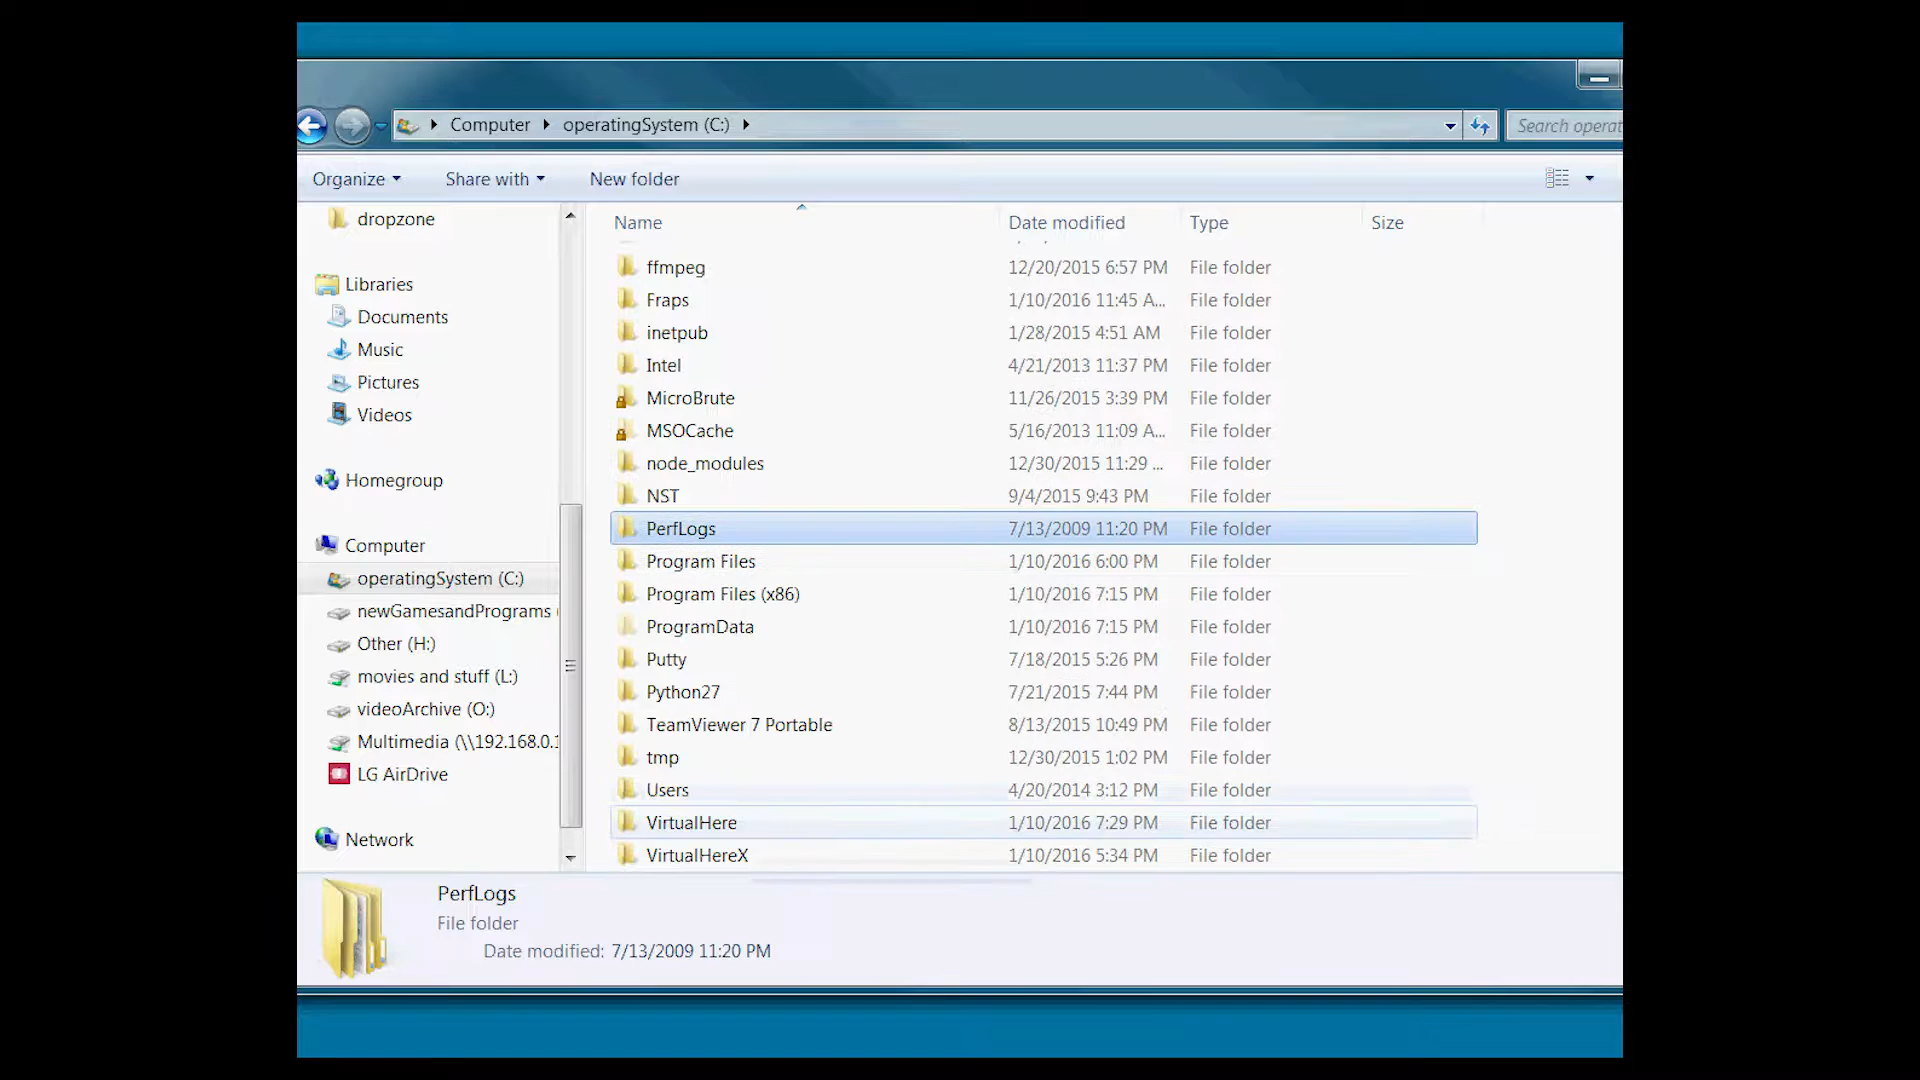 Computer operatingSystem (C:)
Search operat
Organize Share with New folder
dropzone
Libraries
Documents
Music
Pictures
Videos
Homegroup
Computer
operatingSystem (C:)
newGamesandPrograms (
Other (H:)
movies and stuff (L:)
videoArchive (O:)
Multimedia (\\192.168.0.1
LG AirDrive
Network
Name Date modified Type Size
ffmpeg 12/20/2015 6:57 PM File folder
Fraps 1/10/2016 11:45 A... File folder
inetpub 1/28/2015 4:51 AM File folder
Intel 4/21/2013 11:37 PM File folder
MicroBrute 11/26/2015 3:39 PM File folder
MSOCache 5/16/2013 11:09 A... File folder
node_modules 12/30/2015 11:29 ... File folder
NST 9/4/2015 9:43 PM File folder
PerfLogs 7/13/2009 11:20 PM File folder
Program Files 1/10/2016 6:00 PM File folder
Program Files (x86) 1/10/2016 7:15 PM File folder
ProgramData 1/10/2016 7:15 PM File folder
Putty 7/18/2015 5:26 PM File folder
Python27 7/21/2015 7:44 PM File folder
TeamViewer 7 Portable 8/13/2015 10:49 PM File folder
tmp 12/30/2015 1:02 PM File folder
Users 4/20/2014 3:12 PM File folder
VirtualHere 1/10/2016 7:29 PM File folder
VirtualHereX 1/10/2016 5:34 PM File folder
PerfLogs
File folder
Date modified: 7/13/2009 11:20 PM